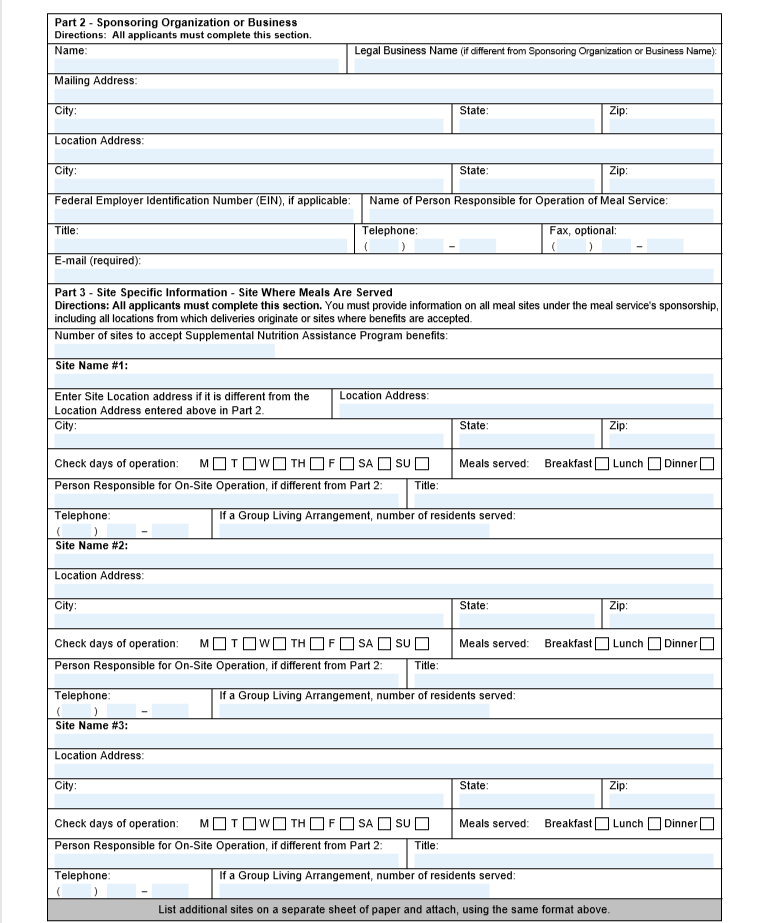 Part 2 - Sponsoring Organization or Business
Directions: All applicants must complete this section.
Name: Legal Business Name (if different from Sponsoring Organization or Business Name):
Mailing Address:
City: State: Zip:
Location Address:
City: State: Zip:
Federal Employer Identification Number (EIN), if applicable: Name of Person Responsible for Operation of Meal Service:
Title: Telephone: Fax, optional:
( ) – ( ) –
E-mail (required):
Part 3 - Site Specific Information - Site Where Meals Are Served
Directions: All applicants must complete this section. You must provide information on all meal sites under the meal service's sponsorship,
including all locations from which deliveries originate or sites where benefits are accepted.
Number of sites to accept Supplemental Nutrition Assistance Program benefits:
Site Name #1:
Enter Site Location address if it is different from the Location Address:
Location Address entered above in Part 2.
City: State: Zip:
Check days of operation: M T W TH F SA SU Meals served: Breakfast Lunch Dinner
Person Responsible for On-Site Operation, if different from Part 2: Title:
Telephone: If a Group Living Arrangement, number of residents served:
( ) –
Site Name #2:
Location Address:
City: State: Zip:
Check days of operation: M T W TH F SA SU Meals served: Breakfast Lunch Dinner
Person Responsible for On-Site Operation, if different from Part 2: Title:
Telephone: If a Group Living Arrangement, number of residents served:
( ) –
Site Name #3:
Location Address:
City: State: Zip:
Check days of operation: M T W TH F SA SU Meals served: Breakfast Lunch Dinner
Person Responsible for On-Site Operation, if different from Part 2: Title:
Telephone: If a Group Living Arrangement, number of residents served:
( ) –
List additional sites on a separate sheet of paper and attach, using the same format above.